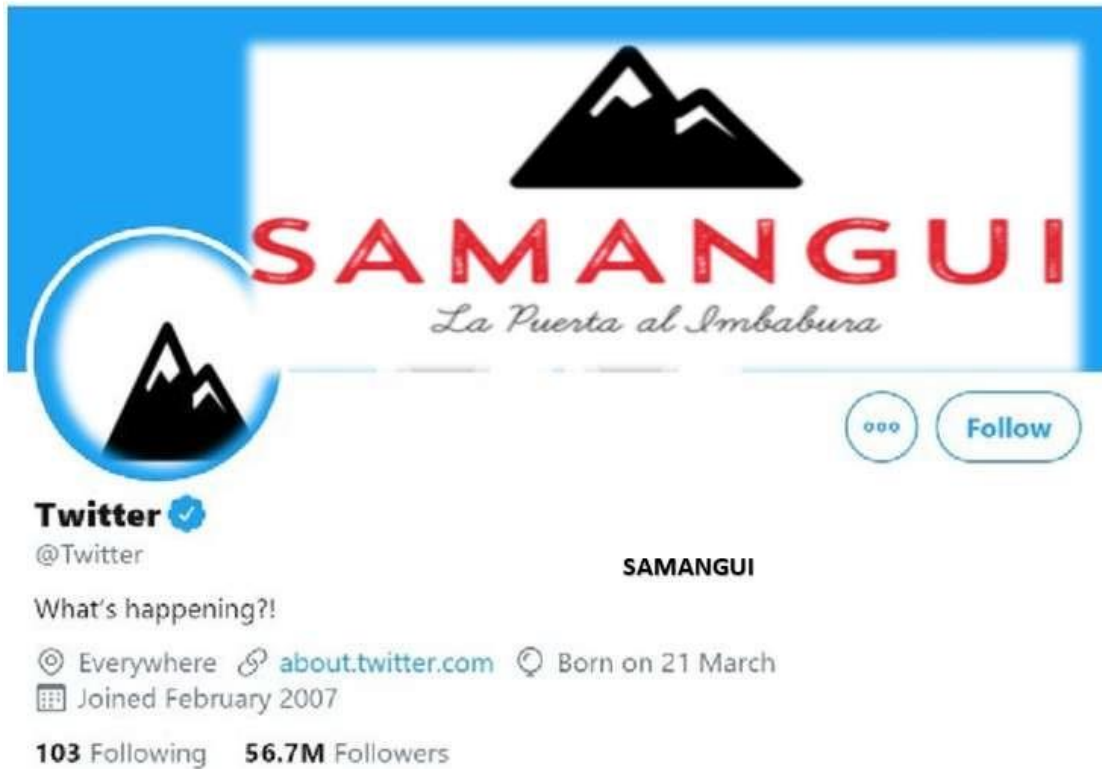 SAMANGUI
La Puerta al Imbabura
Follow
Twitter
@Twitter
SAMANGUI
What's happening?!
Everywhere about.twitter.com Born on 21 March
Joined February 2007
103 Following 56.7M Followers